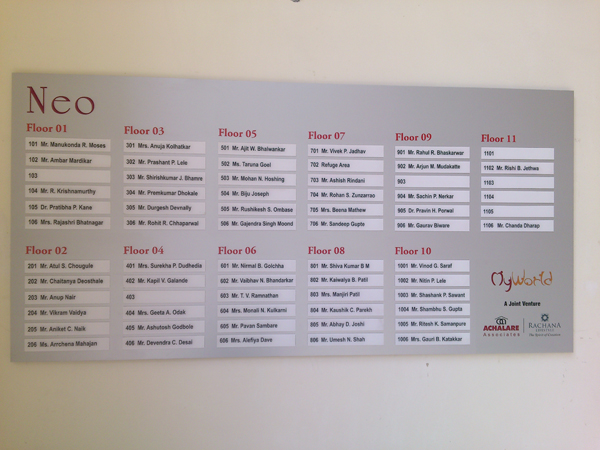 Neo
Floor 01
101 Mr. Manukonda R. Moses
102 Mr. Ambar Mardikar
103
104 Mr. R. Krishnamurthy
105 Dr. Pratibha P. Kane
106 Mrs. Rajashri Bhatnagar
Floor 03
301 Mrs. Anuja Kolhatkar
302 Mr. Prashant P. Lele
303 Mr. Shirishkumar J. Bhamre
304 Mr. Premkumar Dhokale
305 Mr. Durgesh Devnally
306 Mr. Rohit R. Chhaparwal
Floor 05
501 Mr. Ajit W. Bhalwankar
502 Ms. Taruna Goel
503 Mr. Mohan N. Hoshing
504 Mr. Biju Joseph
505 Mr. Rushikesh S. Ombase
506 Mr. Gajendra Singh Moond
Floor 07
701 Mr. Vivek P. Jadhav
702 Refuge Area
703 Mr. Ashish Rindani
704 Mr. Rohan S. Zunzarrao
705 Mrs. Beena Mathew
706 Mr. Sandeep Gupte
Floor 09
901 Mr. Rahul R. Bhaskarwar
902 Mr. Arjun M. Mudakatte
903
904 Mr. Sachin P. Nerkar
905 Dr. Pravin H. Porwal
906 Mr. Gaurav Biware
Floor 11
1101
1102 Mr. Rishi B. Jethwa
1103
1104
1105
1106 Mr. Chanda Dharap
Floor 02
201 Mr. Atul S. Chougule
202 Mr. Chaitanya Deosthale
203 Mr. Anup Nair
204 Mr. Vikram Vaidya
205 Mr. Aniket C. Naik
206 Ms. Archana Mahajan
Floor 04
401 Mrs. Surekha P. Dudhedia
402 Mr. Kapil V. Galande
403
404 Mrs. Geeta A. Odak
405 Mr. Ashutosh Godbole
406 Mr. Devendra C. Desai
Floor 06
601 Mr. Nirmal B. Golchha
602 Mr. Vaibhav N. Bhandarkar
603 Mr. T. V. Ramnathan
604 Mrs. Monali N. Kulkarni
605 Mr. Pavan Sambare
606 Mrs. Alefiya Dave
Floor 08
801 Mr. Shiva Kumar B M
802 Mr. Kaiwalya B. Patil
803 Mrs. Manjiri Patil
804 Mr. Kaushik C. Parekh
805 Mr. Abhay D. Joshi
806 Mr. Umesh N. Shah
Floor 10
1001 Mr. Vinod G. Saraf
1002 Mr. Nitin P. Lele
1003 Mr. Shashank P. Sawant
1004 Mr. Shambhu S. Gupta
1005 Mr. Ritesh K. Samanpure
1006 Mrs. Gauri B. Katakkar
MyWorld
A Joint Venture
ACHALARE
Associates
RACHANA
LIFESTYLE